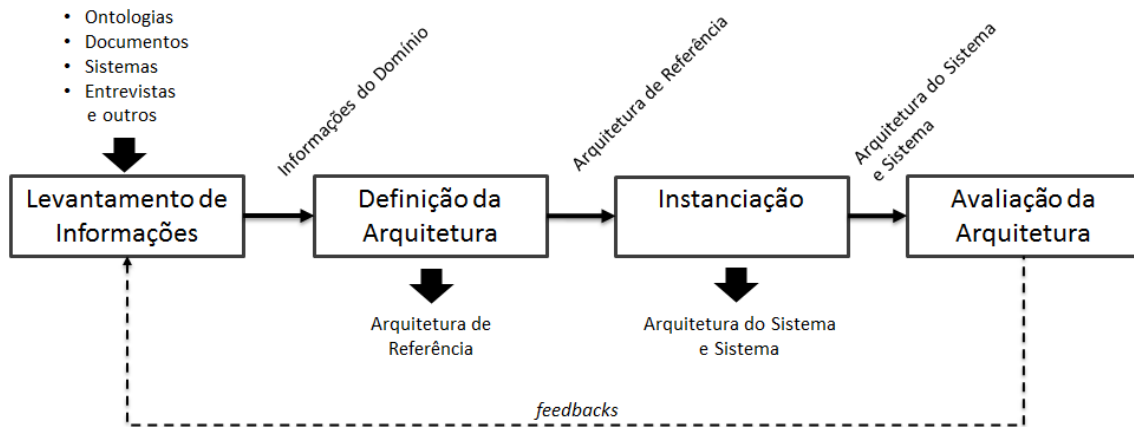 • Ontologias
• Documentos
• Sistemas
• Entrevistas
e outros
Informações do Domínio
Arquitetura de Referência
Arquitetura do Sistema
e Sistema
Levantamento de
Informações
Definição da
Arquitetura
Instanciação
Avaliação da
Arquitetura
Arquitetura de
Referência
Arquitetura do Sistema
e Sistema
feedbacks